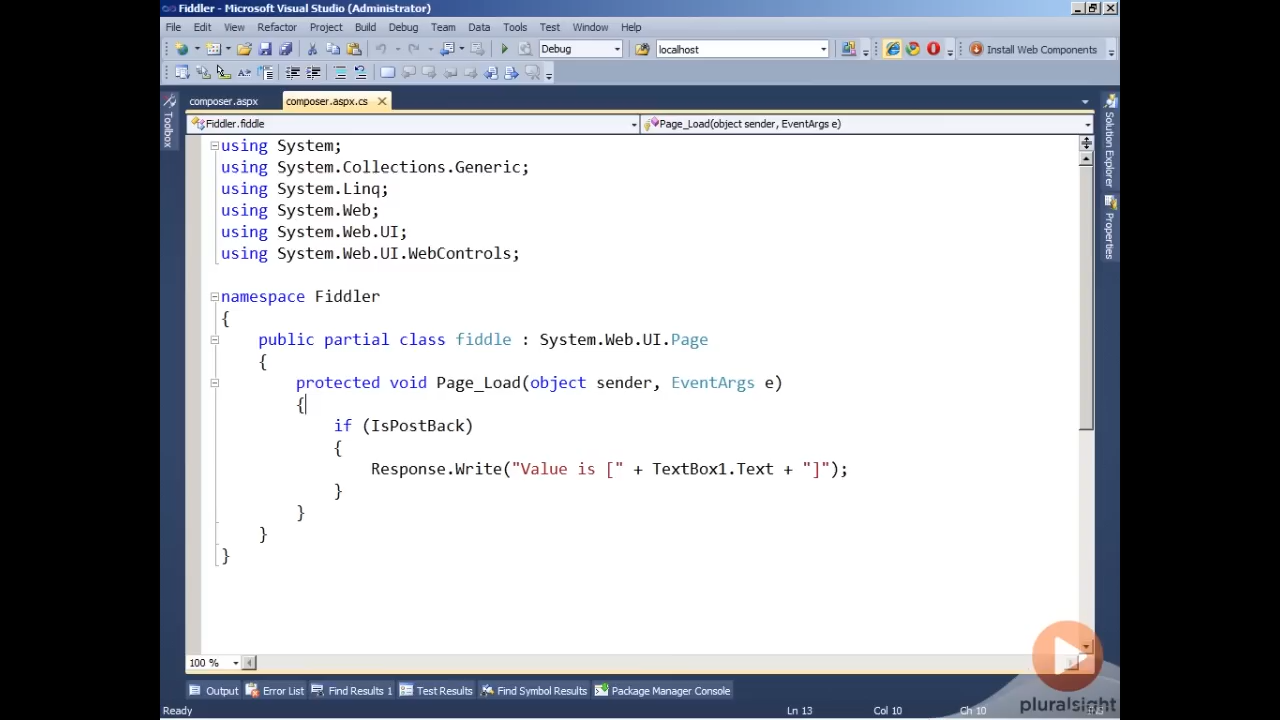 Fiddler - Microsoft Visual Studio (Administrator)
File Edit View Refactor Project Build Debug Team Data Tools Test Window Help
Debug localhost Install Web Components
composer.aspx composer.aspx.cs
Toolbox
Solution Explorer
Properties
Fiddler.fiddle Page_Load(object sender, EventArgs e)
using System;
using System.Collections.Generic;
using System.Linq;
using System.Web;
using System.Web.UI;
using System.Web.UI.WebControls;
namespace Fiddler
{
public partial class fiddle : System.Web.UI.Page
{
protected void Page_Load(object sender, EventArgs e)
{
if (IsPostBack)
{
Response.Write("Value is [" + TextBox1.Text + "]");
}
}
}
}
100 %
Output Error List Find Results 1 Test Results Find Symbol Results Package Manager Console
pluralsight
Ready Ln 13 Col 10 Ch 10